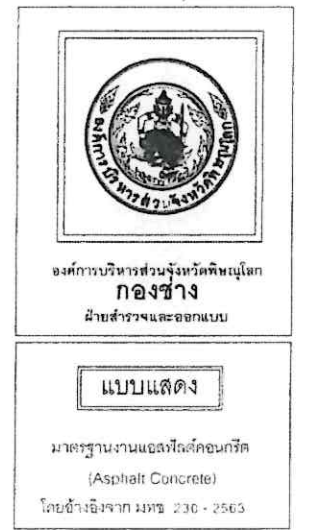 องค์การบริหารส่วนจังหวัดพิษณุโลก
องค์การบริหารส่วนจังหวัดพิษณุโลก
กองช่าง
ฝ่ายสำรวจและออกแบบ
แบบแสดง
มาตรฐานงานแอสฟัลต์คอนกรีต
(Asphalt Concrete)
โดยอ้างอิงจาก มทช. 230 - 2563